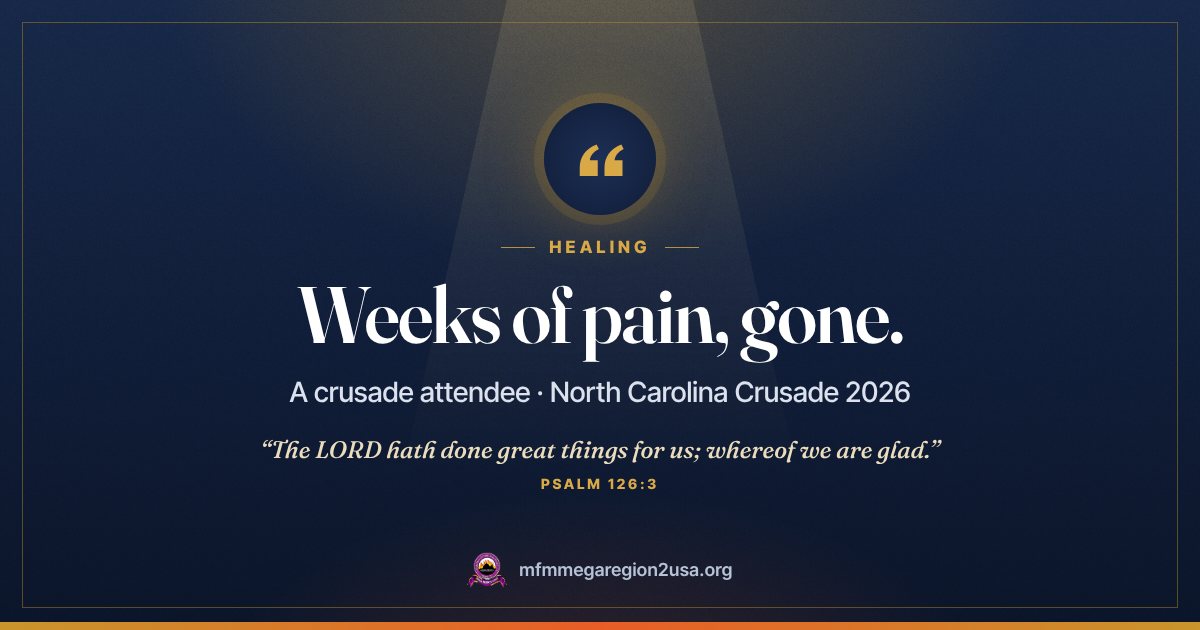 “
HEALING
Weeks of pain, gone.
A crusade attendee · North Carolina Crusade 2026
“The LORD hath done great things for us; whereof we are glad.”
PSALM 126:3
mfmmegaregion2usa.org